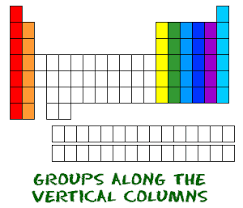 GROUPS ALONG THE
VERTICAL COLUMNS